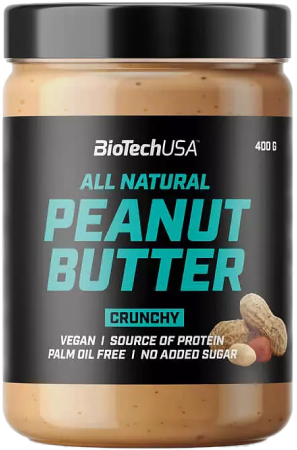 BioTechUSA
400 G
ALL NATURAL
PEANUT
BUTTER
CRUNCHY
VEGAN | SOURCE OF PROTEIN
PALM OIL FREE | NO ADDED SUGAR